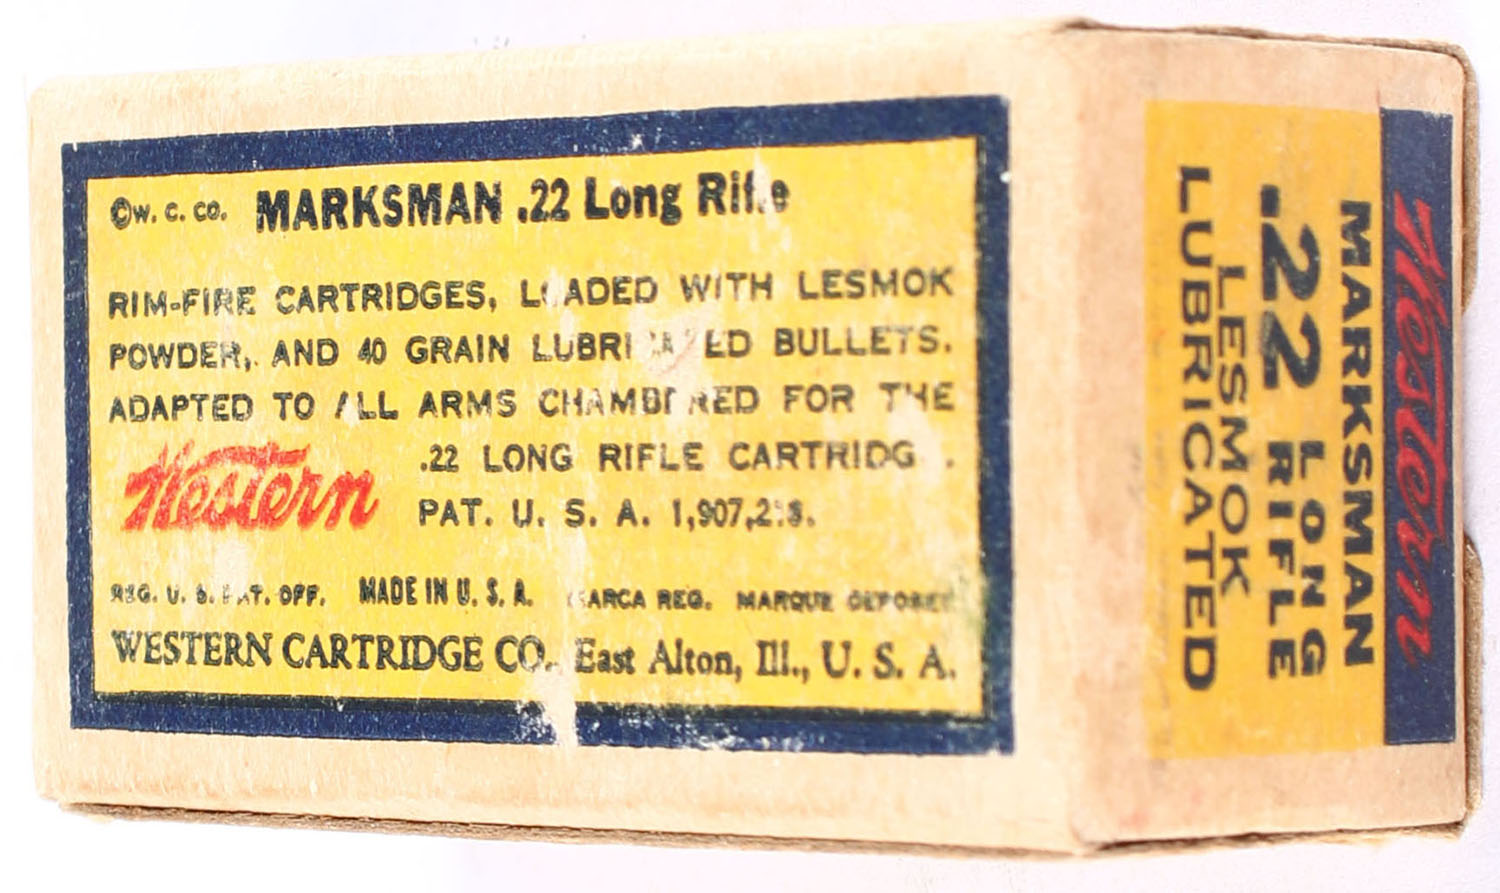 ©W. C. CO. MARKSMAN .22 Long Rifle
RIM-FIRE CARTRIDGES, LOADED WITH LESMOK
POWDER, AND 40 GRAIN LUBRICATED BULLETS.
ADAPTED TO ALL ARMS CHAMBERED FOR THE
.22 LONG RIFLE CARTRIDGE.
Western
PAT. U. S. A.
REG. U. S. PAT. OFF. MADE IN U. S. A. MARCA REG. MARQUE DEPOSEE
WESTERN CARTRIDGE CO., East Alton, Ill., U. S. A.
Western
MARKSMAN
.22 LONG RIFLE
LESMOK
LUBRICATED